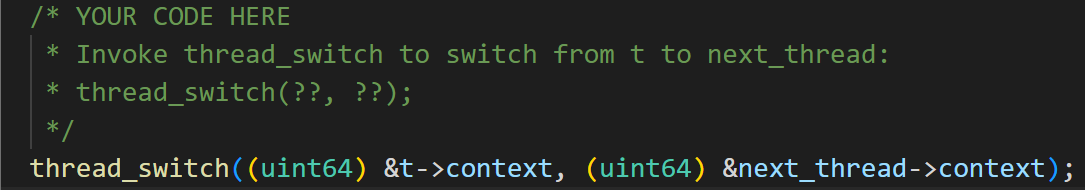 /* YOUR CODE HERE
* Invoke thread_switch to switch from t to next_thread:
* thread_switch(??, ??);
*/
thread_switch((uint64) &t->context, (uint64) &next_thread->context);